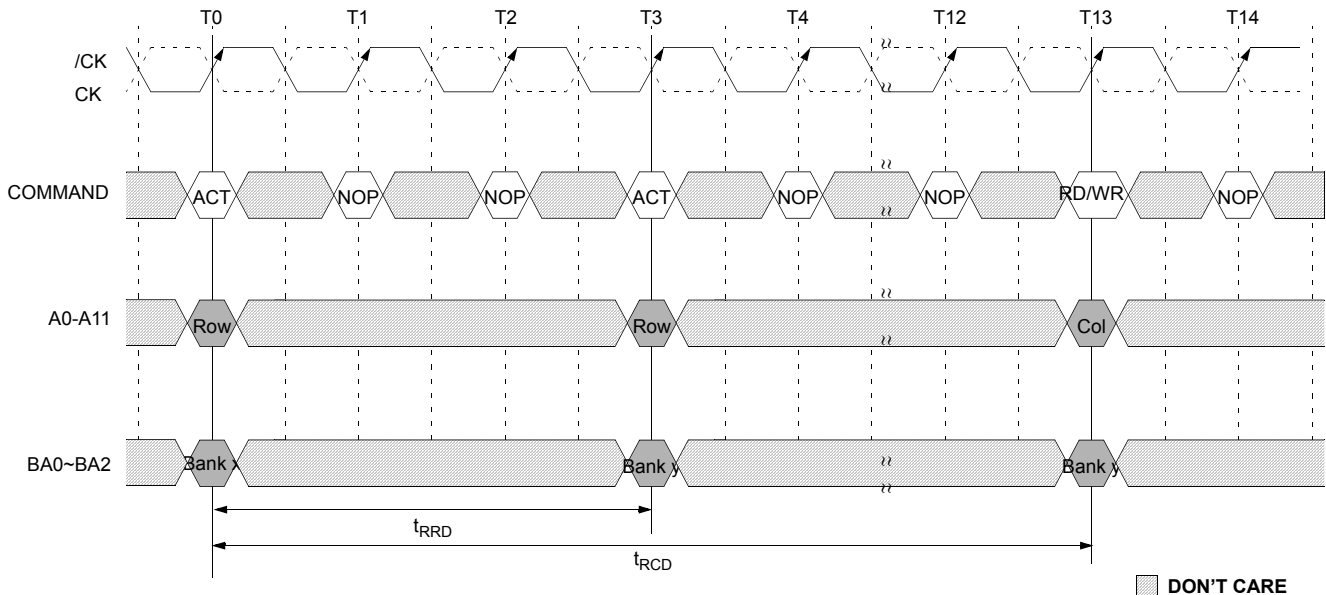 T0 T1 T2 T3 T4 T12 T13 T14
/CK
CK
COMMAND ACT NOP NOP ACT NOP NOP RD/WR NOP
A0-A11 Row Row Col
BA0~BA2 Bank x Bank y Bank y
tRRD
tRCD
DON'T CARE